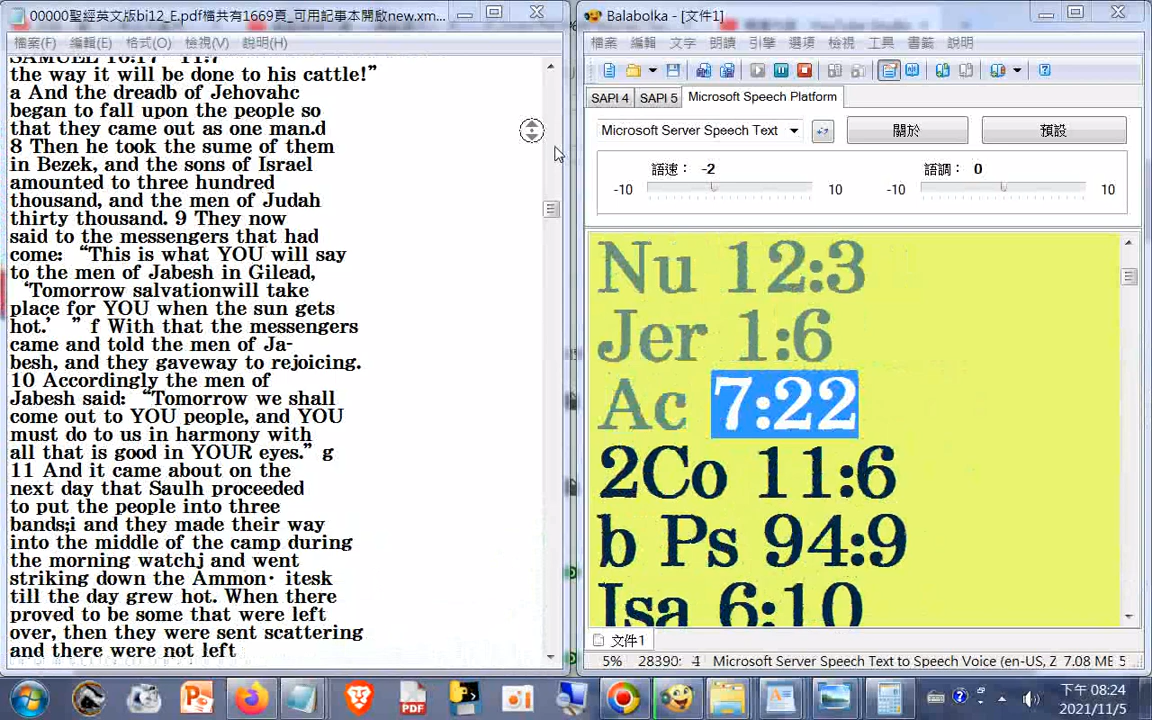 00000聖經英文版bi12_E.pdf檔共有1669頁_可用記事本開啟new.xm...
檔案(F) 編輯(E) 格式(O) 檢視(V) 說明(H)
the way it will be done to his cattle!”
a And the dreadb of Jehovahc
began to fall upon the people so
that they came out as one man.d
8 Then he took the sume of them
in Bezek, and the sons of Israel
amounted to three hundred
thousand, and the men of Judah
thirty thousand. 9 They now
said to the messengers that had
come: “This is what YOU will say
to the men of Jabesh in Gilead,
‘Tomorrow salvationwill take
place for YOU when the sun gets
hot.’ ” f With that the messengers
came and told the men of Ja-
besh, and they gaveway to rejoicing.
10 Accordingly the men of
Jabesh said: “Tomorrow we shall
come out to YOU people, and YOU
must do to us in harmony with
all that is good in YOUR eyes.” g
11 And it came about on the
next day that Saulh proceeded
to put the people into three
bands;i and they made their way
into the middle of the camp during
the morning watchj and went
striking down the Ammon· itesk
till the day grew hot. When there
proved to be some that were left
over, then they were sent scattering
and there were not left
Balabolka - [文件1]
檔案 編輯 文字 朗讀 引擎 選項 檢視 工具 書籤 說明
SAPI 4 SAPI 5 Microsoft Speech Platform
Microsoft Server Speech Text 關於 預設
語速: -2 語調: 0
-10 10 -10 10
Nu 12:3
Jer 1:6
Ac 7:22
2Co 11:6
b Ps 94:9
Isa 6:10
文件1
5% 28390: 4 Microsoft Server Speech Text to Speech Voice (en-US, Z 7.08 MB 5
PDF
下午 08:24
2021/11/5